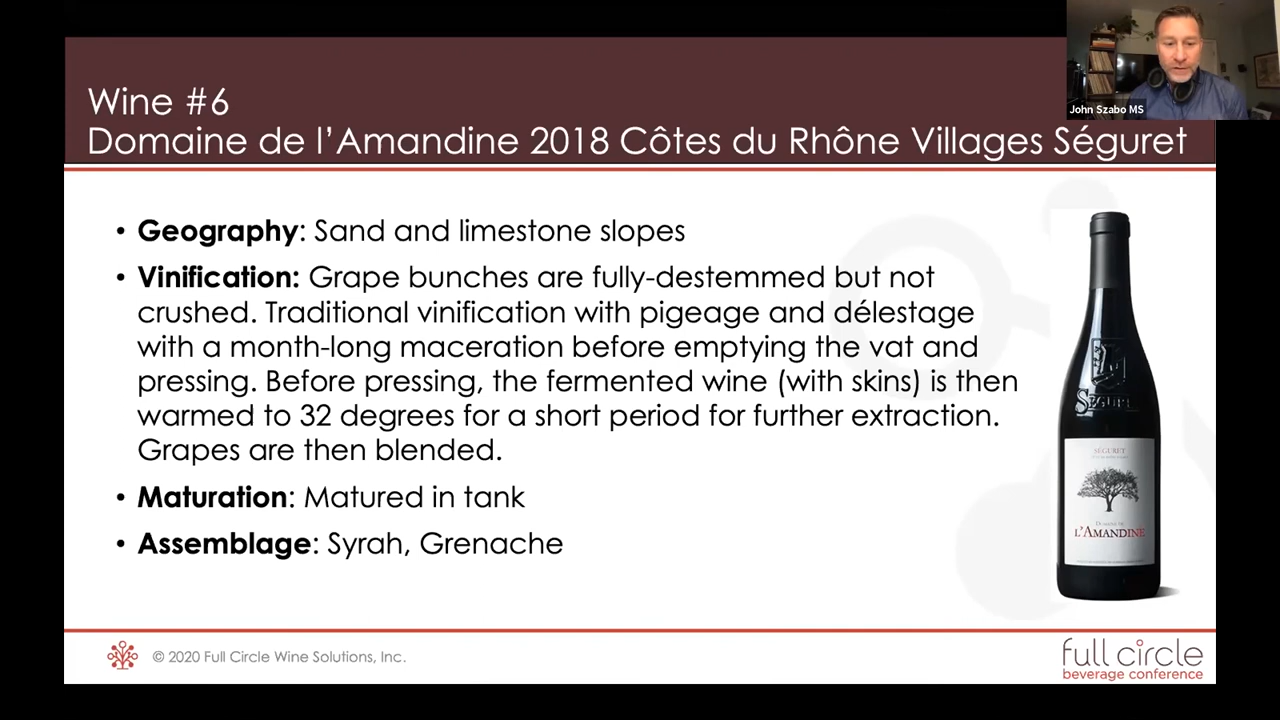 John Szabo MS
Wine #6
Domaine de l’Amandine 2018 Côtes du Rhône Villages Séguret
• Geography: Sand and limestone slopes
• Vinification: Grape bunches are fully-destemmed but not
crushed. Traditional vinification with pigeage and délestage
with a month-long maceration before emptying the vat and
pressing. Before pressing, the fermented wine (with skins) is then
warmed to 32 degrees for a short period for further extraction.
Grapes are then blended.
• Maturation: Matured in tank
• Assemblage: Syrah, Grenache
SÉGURET
DOMAINE DE
L'AMANDINE
© 2020 Full Circle Wine Solutions, Inc.
full circle
beverage conference